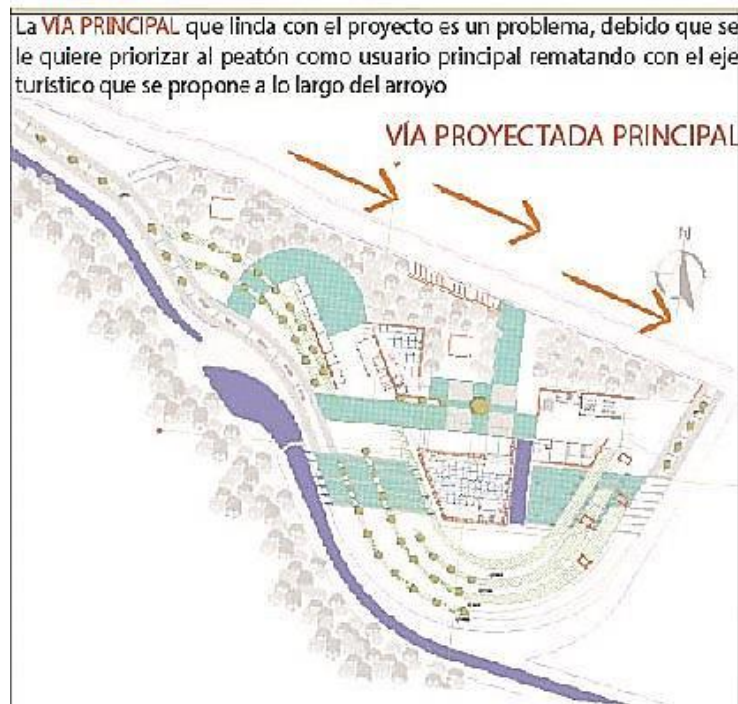 La VÍA PRINCIPAL que linda con el proyecto es un problema, debido que se
le quiere priorizar al peatón como usuario principal rematando con el eje
turístico que se propone a lo largo del arroyo
VÍA PROYECTADA PRINCIPAL
N